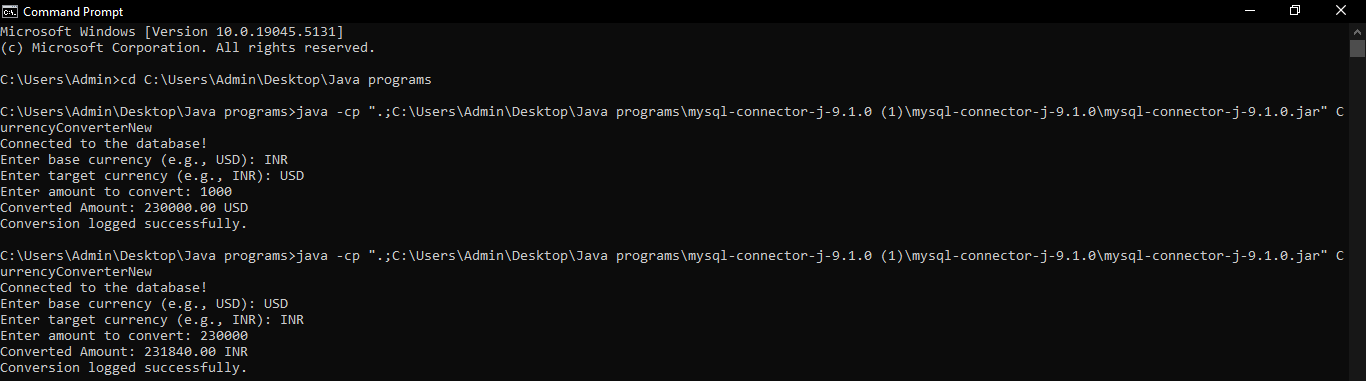 Command Prompt
Microsoft Windows [Version 10.0.19045.5131]
(c) Microsoft Corporation. All rights reserved.
C:\Users\Admin>cd C:\Users\Admin\Desktop\Java programs
C:\Users\Admin\Desktop\Java programs>java -cp ".;C:\Users\Admin\Desktop\Java programs\mysql-connector-j-9.1.0 (1)\mysql-connector-j-9.1.0\mysql-connector-j-9.1.0.jar" C
urrencyConverterNew
Connected to the database!
Enter base currency (e.g., USD): INR
Enter target currency (e.g., INR): USD
Enter amount to convert: 1000
Converted Amount: 230000.00 USD
Conversion logged successfully.
C:\Users\Admin\Desktop\Java programs>java -cp ".;C:\Users\Admin\Desktop\Java programs\mysql-connector-j-9.1.0 (1)\mysql-connector-j-9.1.0\mysql-connector-j-9.1.0.jar" C
urrencyConverterNew
Connected to the database!
Enter base currency (e.g., USD): USD
Enter target currency (e.g., INR): INR
Enter amount to convert: 230000
Converted Amount: 231840.00 INR
Conversion logged successfully.